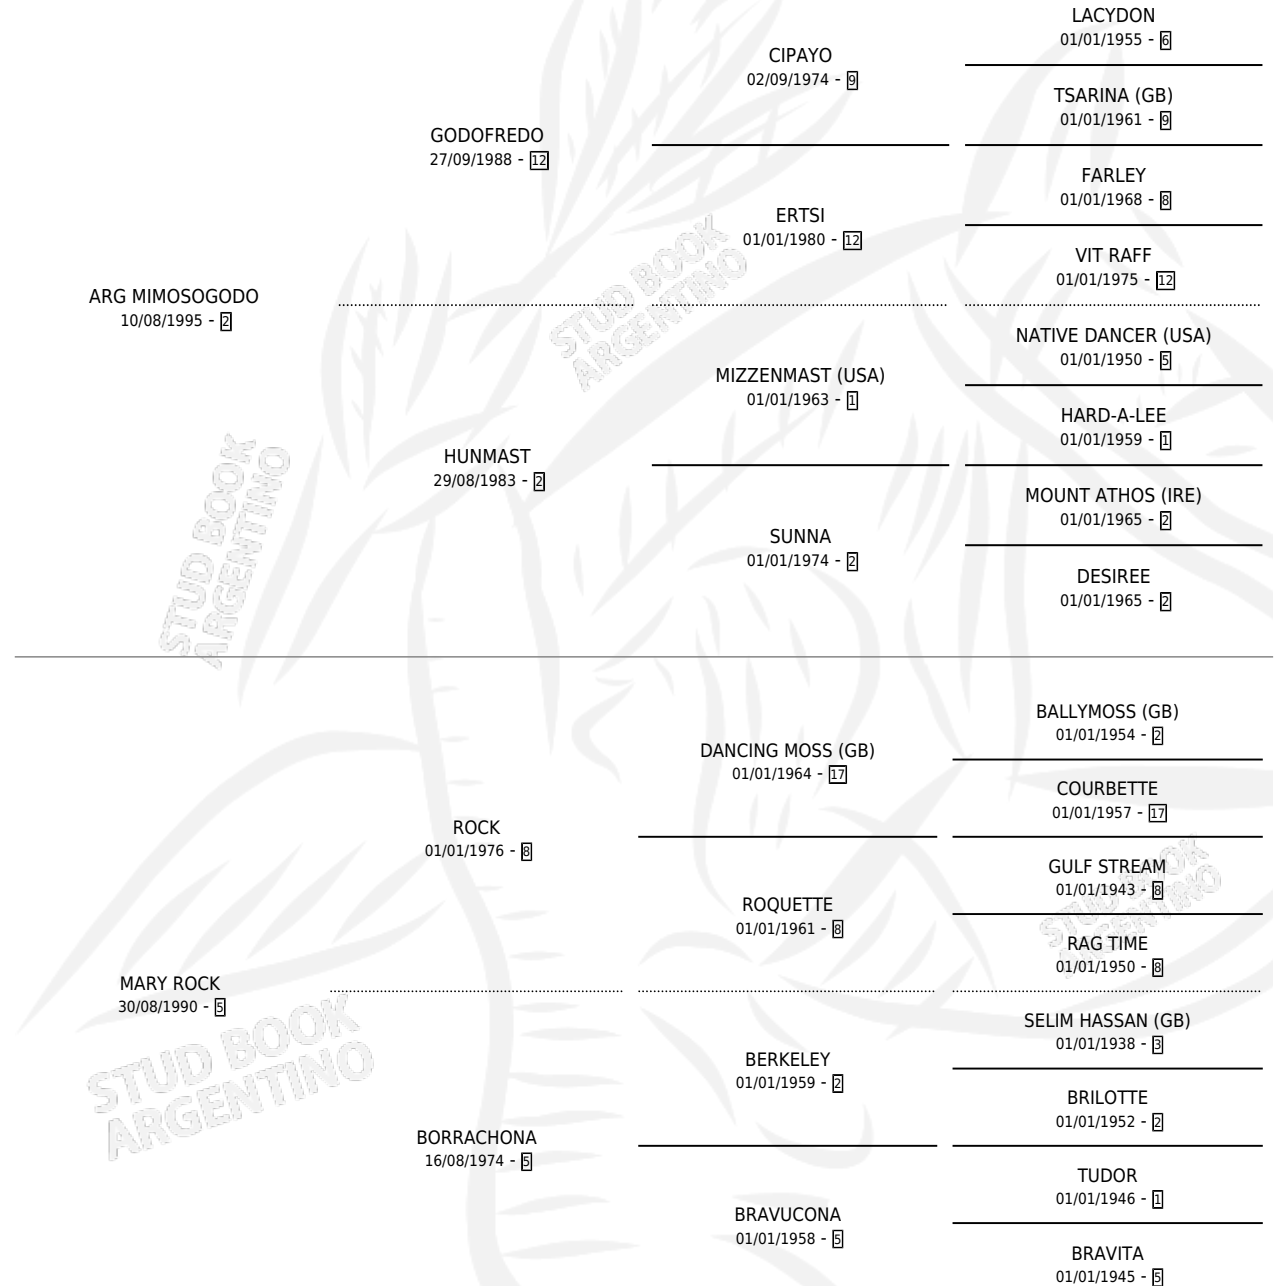 LACYDON
01/01/1955 - 6
CIPAYO
02/09/1974 - 9
TSARINA (GB)
01/01/1961 - 9
GODOFREDO
27/09/1988 - 12
FARLEY
01/01/1968 - 8
ERTSI
01/01/1980 - 12
VIT RAFF
01/01/1975 - 12
ARG MIMOSOGODO
10/08/1995 - 2
NATIVE DANCER (USA)
01/01/1950 - 5
MIZZENMAST (USA)
01/01/1963 - 1
HARD-A-LEE
01/01/1959 - 1
HUNMAST
29/08/1983 - 2
MOUNT ATHOS (IRE)
01/01/1965 - 2
SUNNA
01/01/1974 - 2
DESIREE
01/01/1965 - 2
BALLYMOSS (GB)
01/01/1954 - 2
DANCING MOSS (GB)
01/01/1964 - 17
COURBETTE
01/01/1957 - 17
ROCK
01/01/1976 - 8
GULF STREAM
01/01/1943 - 8
ROQUETTE
01/01/1961 - 8
RAG TIME
01/01/1950 - 8
MARY ROCK
30/08/1990 - 5
SELIM HASSAN (GB)
01/01/1938 - 3
BERKELEY
01/01/1959 - 2
BRILOTTE
01/01/1952 - 2
BORRACHONA
16/08/1974 - 5
TUDOR
01/01/1946 - 1
BRAVUCONA
01/01/1958 - 5
BRAVITA
01/01/1945 - 5
STUD BOOK
ARGENTINO
STUD BOOK
ARGENTINO
STUD BOOK
ARGENTINO
STUD BOOK
ARGENTINO